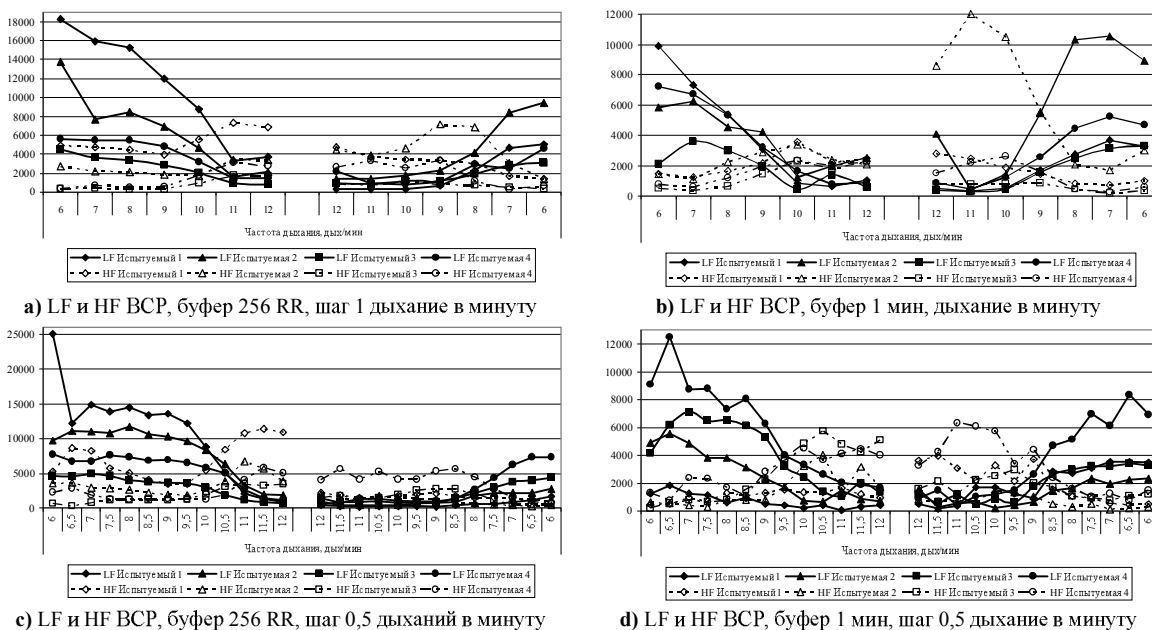 18000
16000
14000
12000
10000
8000
6000
4000
2000
0
6 7 8 9 10 11 12 12 11 10 9 8 7 6
Частота дыхания, дых/мин
LF Испытуемый 1 LF Испытуемая 2 LF Испытуемый 3 LF Испытуемая 4
HF Испытуемый 1 HF Испытуемая 2 HF Испытуемый 3 HF Испытуемая 4
a) LF и HF ВСР, буфер 256 RR, шаг 1 дыхание в минуту
12000
10000
8000
6000
4000
2000
0
6 7 8 9 10 11 12 12 11 10 9 8 7 6
Частота дыхания, дых/мин
LF Испытуемый 1 LF Испытуемая 2 LF Испытуемый 3 LF Испытуемый 4
HF Испытуемый 1 HF Испытуемая 2 HF Испытуемый 3 HF Испытуемая 4
b) LF и HF ВСР, буфер 1 мин, дыхание в минуту
25000
20000
15000
10000
5000
0
6 6,5 7 7,5 8 8,5 9 9,5 10 10,5 11 11,5 12 12 11,5 11 10,5 10 9,5 9 8,5 8 7,5 7 6,5 6
Частота дыхания, дых/мин
LF Испытуемый 1 LF Испытуемая 2 LF Испытуемый 3 LF Испытуемая 4
HF Испытуемый 1 HF Испытуемая 2 HF Испытуемый 3 HF Испытуемая 4
c) LF и HF ВСР, буфер 256 RR, шаг 0,5 дыханий в минуту
12000
10000
8000
6000
4000
2000
0
6 6,5 7 7,5 8 8,5 9 9,5 10 10,5 11 11,5 12 12 11,5 11 10,5 10 9,5 9 8,5 8 7,5 7 6,5 6
Частота дыхания, дых/мин
LF Испытуемый 1 LF Испытуемая 2 LF Испытуемый 3 LF Испытуемая 4
HF Испытуемый 1 HF Испытуемая 2 HF Испытуемый 3 HF Испытуемая 4
d) LF и HF ВСР, буфер 1 мин, шаг 0,5 дыхание в минуту